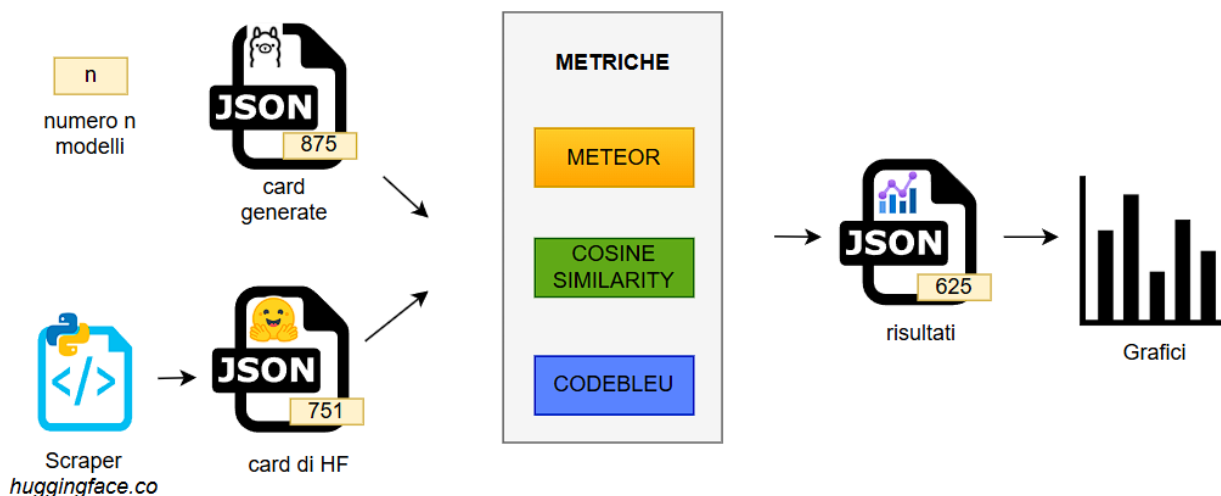 n
numero n
modelli
JSON
875
card
generate
Scraper
huggingface.co
</>
JSON
751
card di HF
METRICHE
METEOR
COSINE
SIMILARITY
CODEBLEU
JSON
625
risultati
Grafici